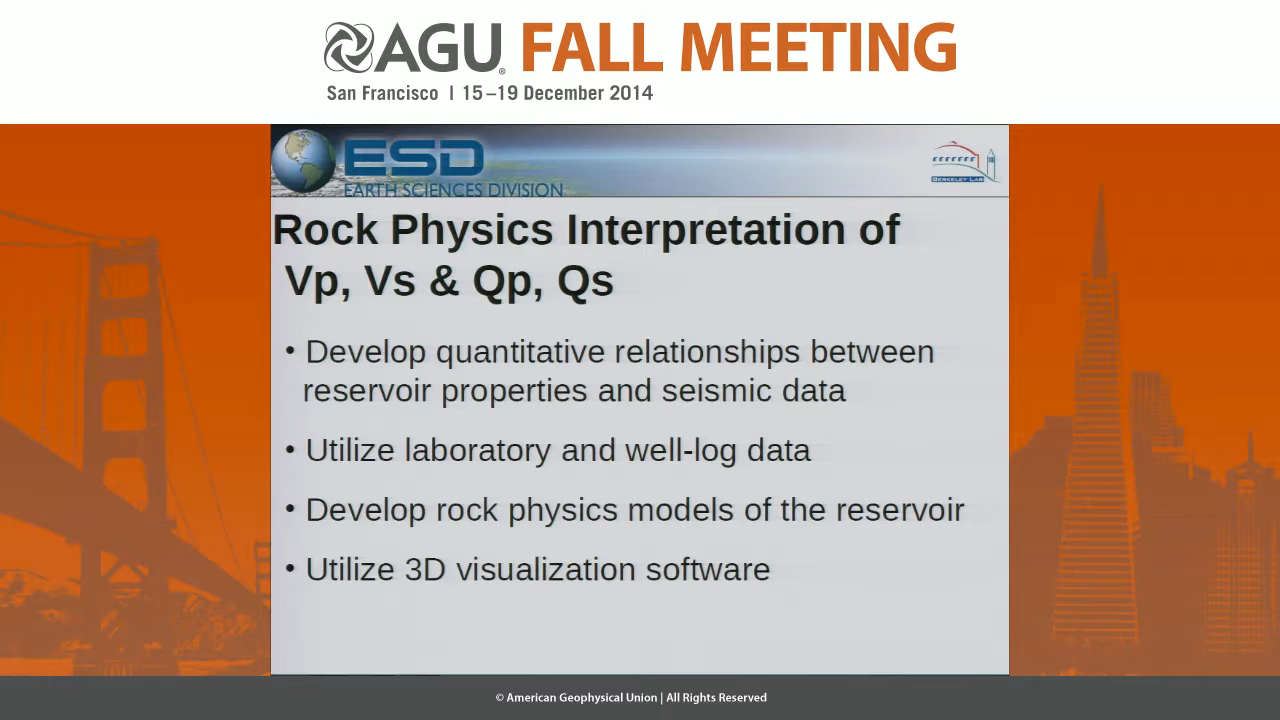 AGU® FALL MEETING
San Francisco | 15–19 December 2014
ESD
EARTH SCIENCES DIVISION
BERKELEY LAB
Rock Physics Interpretation of
Vp, Vs & Qp, Qs
• Develop quantitative relationships between
reservoir properties and seismic data
• Utilize laboratory and well-log data
• Develop rock physics models of the reservoir
• Utilize 3D visualization software
© American Geophysical Union | All Rights Reserved